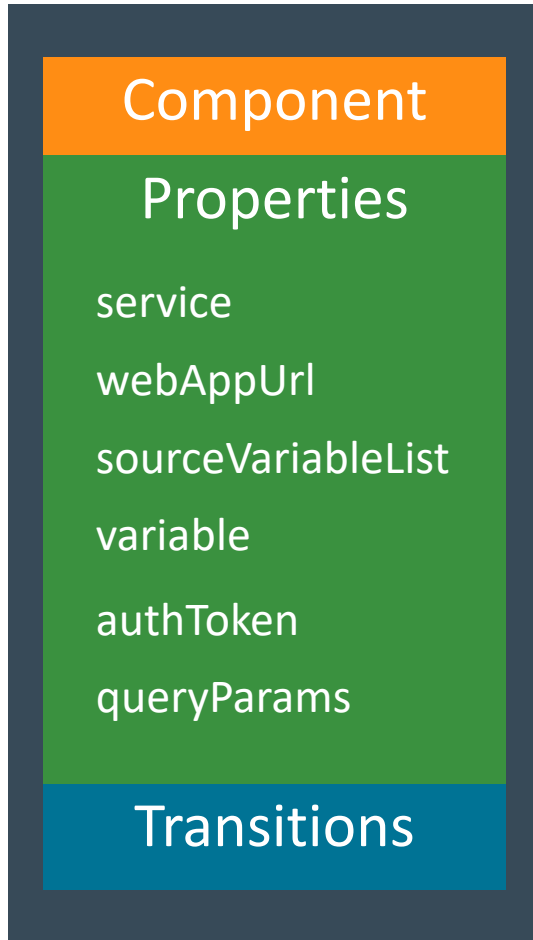 Component
Properties
service
webAppUrl
sourceVariableList
variable
authToken
queryParams
Transitions